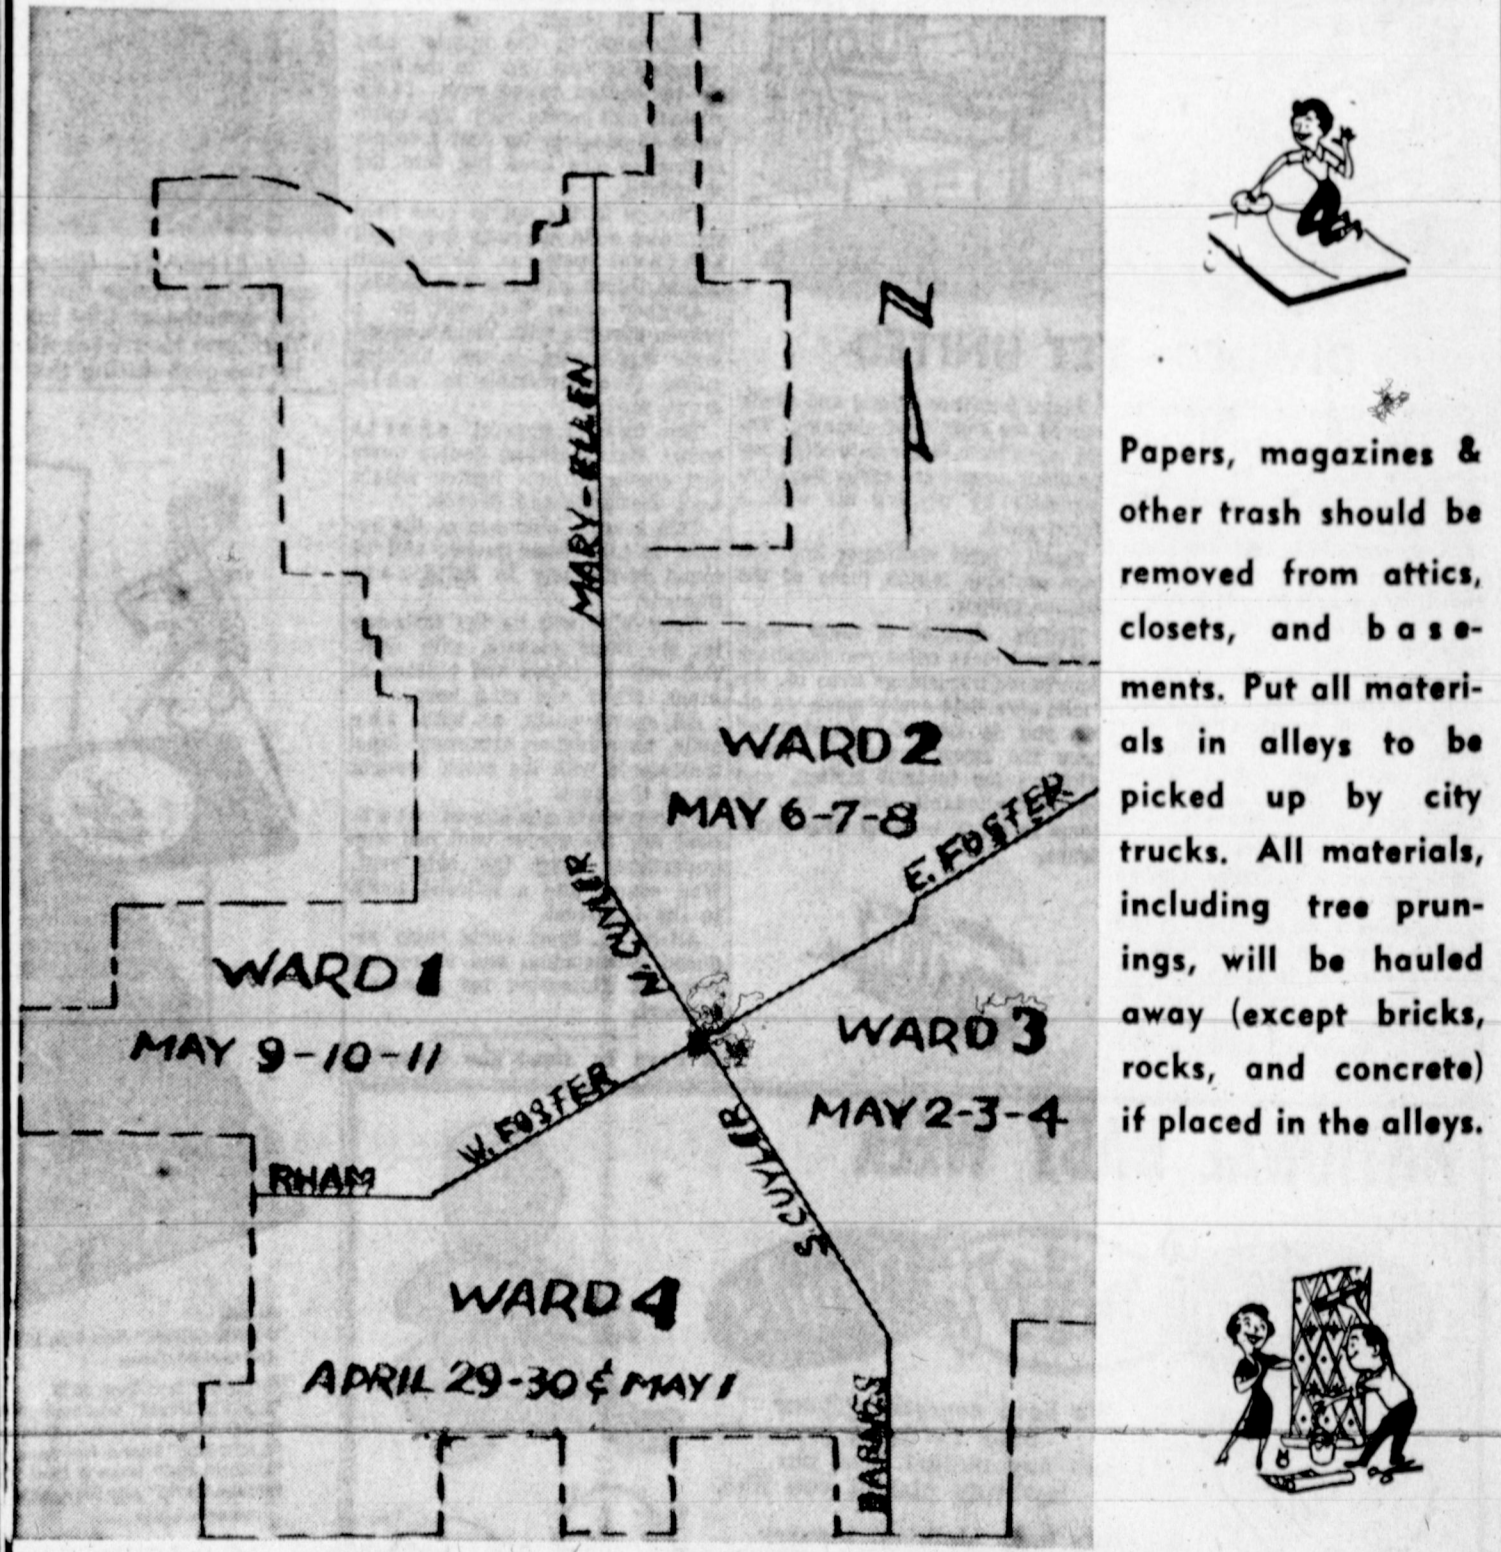 N
MARY-ELLEN
WARD 2
MAY 6-7-8
E. FOSTER
N. CUYLER
WARD 1
MAY 9-10-11
WARD 3
MAY 2-3-4
W. FOSTER
RHAM
S. CUYLER
WARD 4
APRIL 29-30 & MAY 1
BARNES
Papers, magazines &
other trash should be
removed from attics,
closets, and base-
ments. Put all materi-
als in alleys to be
picked up by city
trucks. All materials,
including tree prun-
ings, will be hauled
away (except bricks,
rocks, and concrete)
if placed in the alleys.